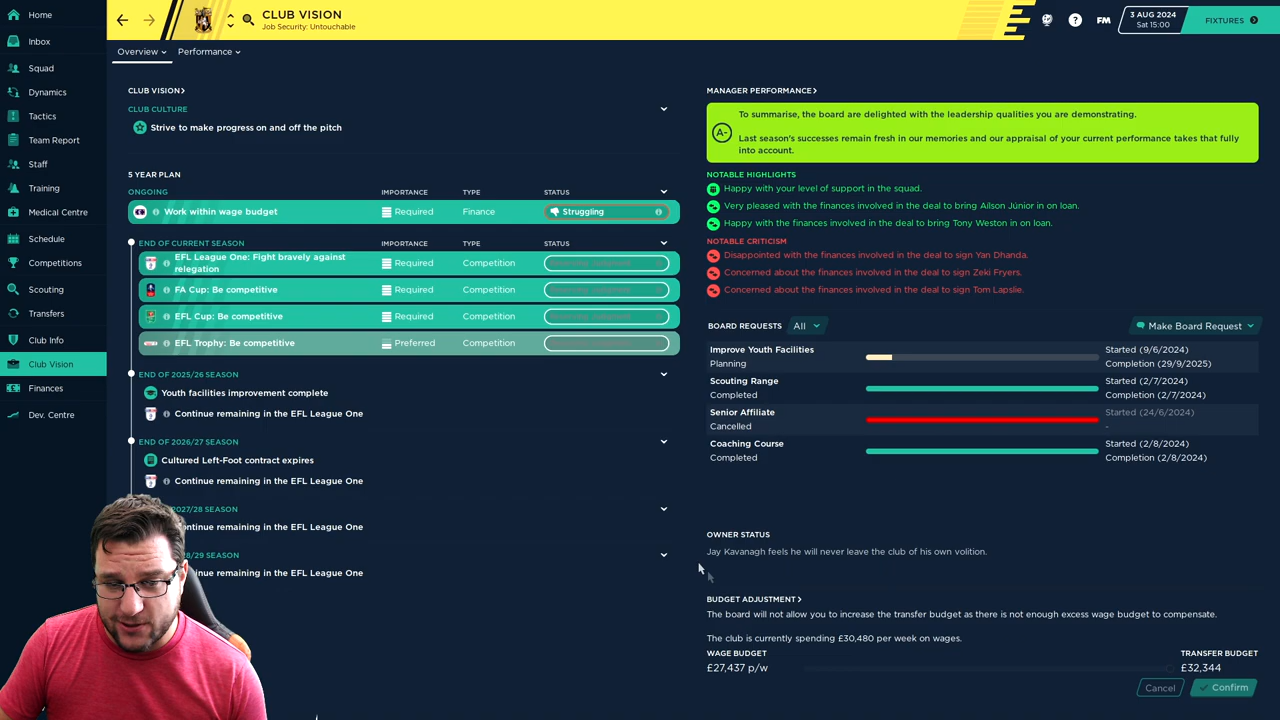 Home
Inbox
Squad
Dynamics
Tactics
Team Report
Staff
Training
Medical Centre
Schedule
Competitions
Scouting
Transfers
Club Info
Club Vision
Finances
Dev. Centre
CLUB VISION
Job Security: Untouchable
FM
3 AUG 2024
Sat 15:00
FIXTURES
Overview
Performance
CLUB VISION
CLUB CULTURE
Strive to make progress on and off the pitch
5 YEAR PLAN
ONGOING IMPORTANCE TYPE STATUS
Work within wage budget Required Finance Struggling
END OF CURRENT SEASON IMPORTANCE TYPE STATUS
EFL League One: Fight bravely against
relegation Required Competition
FA Cup: Be competitive Required Competition
EFL Cup: Be competitive Required Competition
EFL Trophy: Be competitive Preferred Competition
END OF 2025/26 SEASON
Youth facilities improvement complete
Continue remaining in the EFL League One
END OF 2026/27 SEASON
Cultured Left-Foot contract expires
Continue remaining in the EFL League One
2027/28 SEASON
remaining in the EFL League One
SEASON
remaining in the EFL League One
MANAGER PERFORMANCE
A-
To summarise, the board are delighted with the leadership qualities you are demonstrating.
Last season's successes remain fresh in our memories and our appraisal of your current performance takes that fully
into account.
NOTABLE HIGHLIGHTS
Happy with your level of support in the squad.
Very pleased with the finances involved in the deal to bring Aílson Júnior in on loan.
Happy with the finances involved in the deal to bring Tony Weston in on loan.
NOTABLE CRITICISM
Disappointed with the finances involved in the deal to sign Yan Dhanda.
Concerned about the finances involved in the deal to sign Zeki Fryers.
Concerned about the finances involved in the deal to sign Tom Lapslie.
BOARD REQUESTS All Make Board Request
Improve Youth Facilities Started (9/6/2024)
Planning Completion (29/9/2025)
Scouting Range Started (2/7/2024)
Completed Completion (2/7/2024)
Senior Affiliate Started (24/6/2024)
Cancelled -
Coaching Course Started (2/8/2024)
Completed Completion (2/8/2024)
OWNER STATUS
Jay Kavanagh feels he will never leave the club of his own volition.
BUDGET ADJUSTMENT
The board will not allow you to increase the transfer budget as there is not enough excess wage budget to compensate.
The club is currently spending £30,480 per week on wages.
WAGE BUDGET TRANSFER BUDGET
£27,437 p/w £32,344
Cancel Confirm